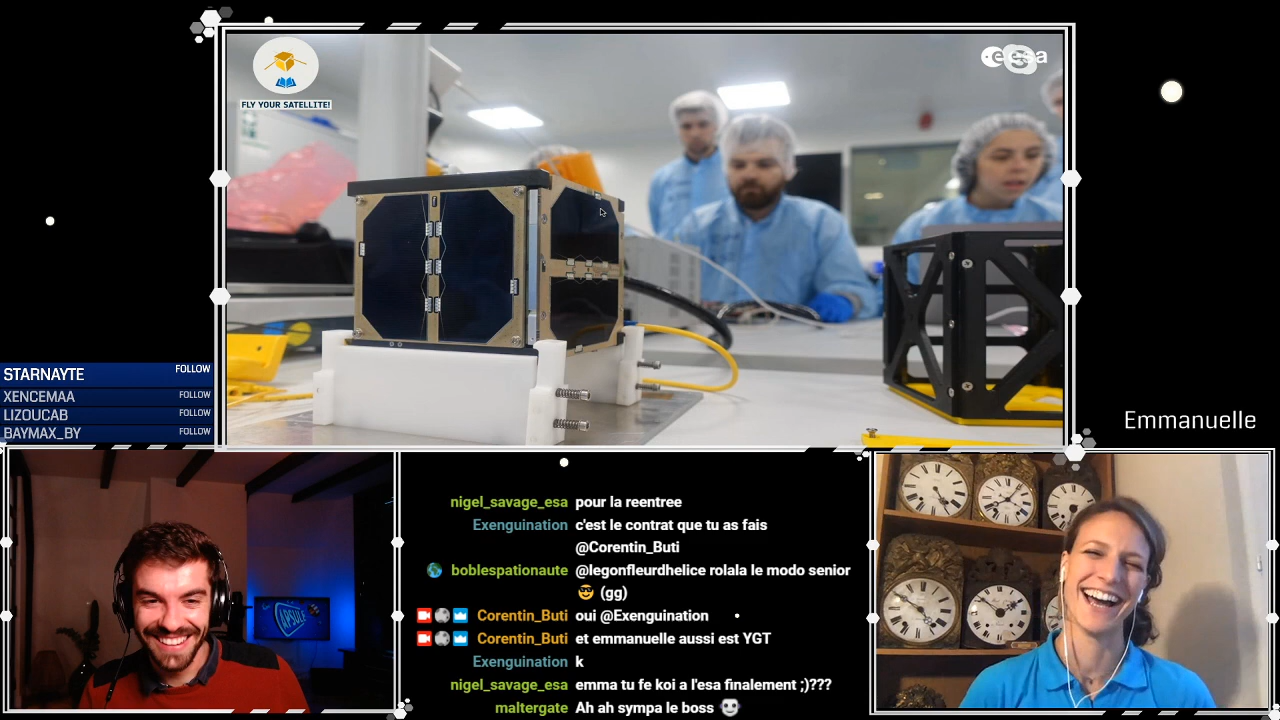 esa
FLY YOUR SATELLITE!
STARNAYTE FOLLOW
XENCEMAA FOLLOW
LIZOUCAB FOLLOW
BAYMAX_BY FOLLOW
Emmanuelle
CAPSULE
nigel_savage_esa pour la reentree
Exenguination c'est le contrat que tu as fais
@Corentin_Buti
boblespationaute @legonfleurdhelice rolala le modo senior
😎 (gg)
Corentin_Buti oui @Exenguination
Corentin_Buti et emmanuelle aussi est YGT
Exenguination k
nigel_savage_esa emma tu fe koi a l'esa finalement ;)???
maltergate Ah ah sympa le boss